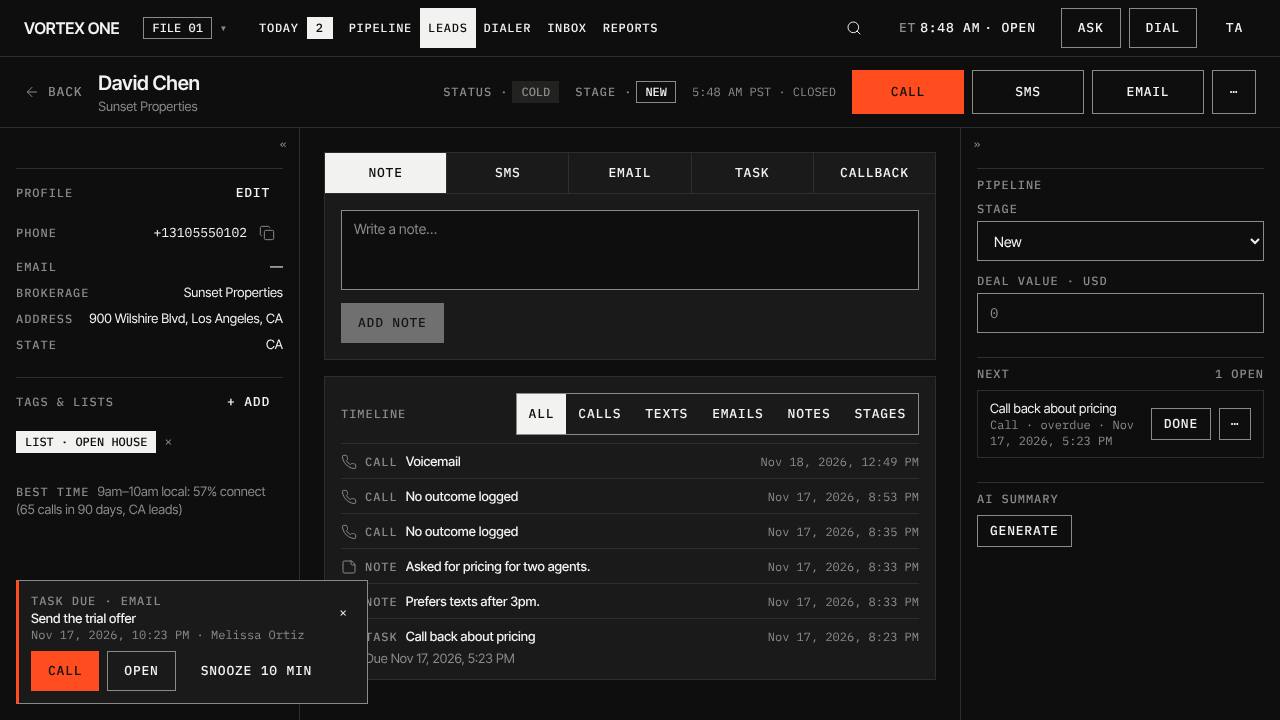 VORTEX ONE FILE 01 ▾ TODAY 2 PIPELINE LEADS DIALER INBOX REPORTS ET 8:48 AM · OPEN ASK DIAL TA
← BACK David Chen STATUS · COLD STAGE · NEW 5:48 AM PST · CLOSED CALL SMS EMAIL ⋯
Sunset Properties
«
PROFILE EDIT
PHONE +13105550102
EMAIL —
BROKERAGE Sunset Properties
ADDRESS 900 Wilshire Blvd, Los Angeles, CA
STATE CA
TAGS & LISTS + ADD
LIST · OPEN HOUSE ×
BEST TIME 9am–10am local: 57% connect
(65 calls in 90 days, CA leads)
NOTE SMS EMAIL TASK CALLBACK
Write a note…
ADD NOTE
TIMELINE ALL CALLS TEXTS EMAILS NOTES STAGES
CALL Voicemail Nov 18, 2026, 12:49 PM
CALL No outcome logged Nov 17, 2026, 8:53 PM
CALL No outcome logged Nov 17, 2026, 8:35 PM
NOTE Asked for pricing for two agents. Nov 17, 2026, 8:33 PM
NOTE Prefers texts after 3pm. Nov 17, 2026, 8:33 PM
TASK Call back about pricing Nov 17, 2026, 8:23 PM
Due Nov 17, 2026, 5:23 PM
»
PIPELINE
STAGE
New
DEAL VALUE · USD
0
NEXT 1 OPEN
Call back about pricing
Call · overdue · Nov
17, 2026, 5:23 PM
DONE ⋯
AI SUMMARY
GENERATE
TASK DUE · EMAIL
Send the trial offer
Nov 17, 2026, 10:23 PM · Melissa Ortiz
×
CALL OPEN SNOOZE 10 MIN